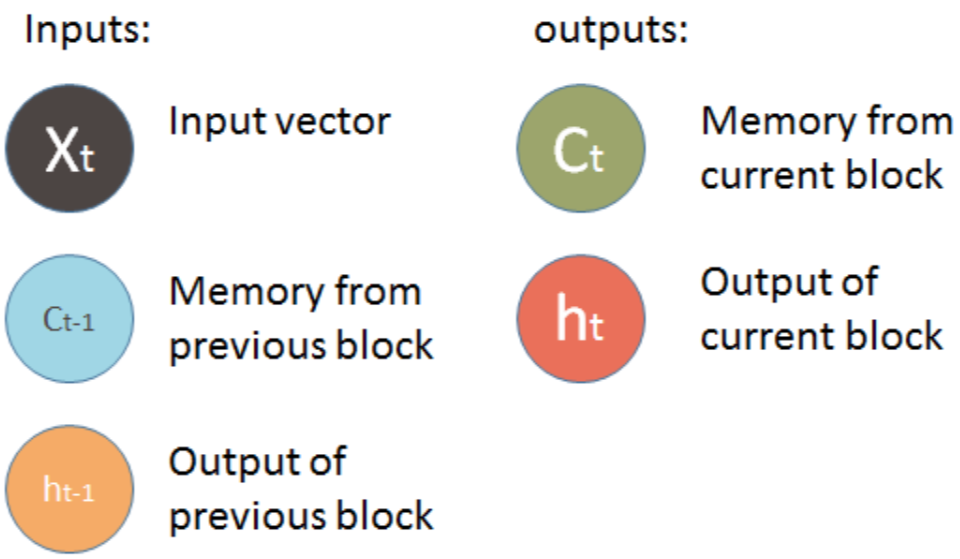 Inputs:
Xt
Input vector
Ct-1
Memory from
previous block
ht-1
Output of
previous block
outputs:
Ct
Memory from
current block
ht
Output of
current block